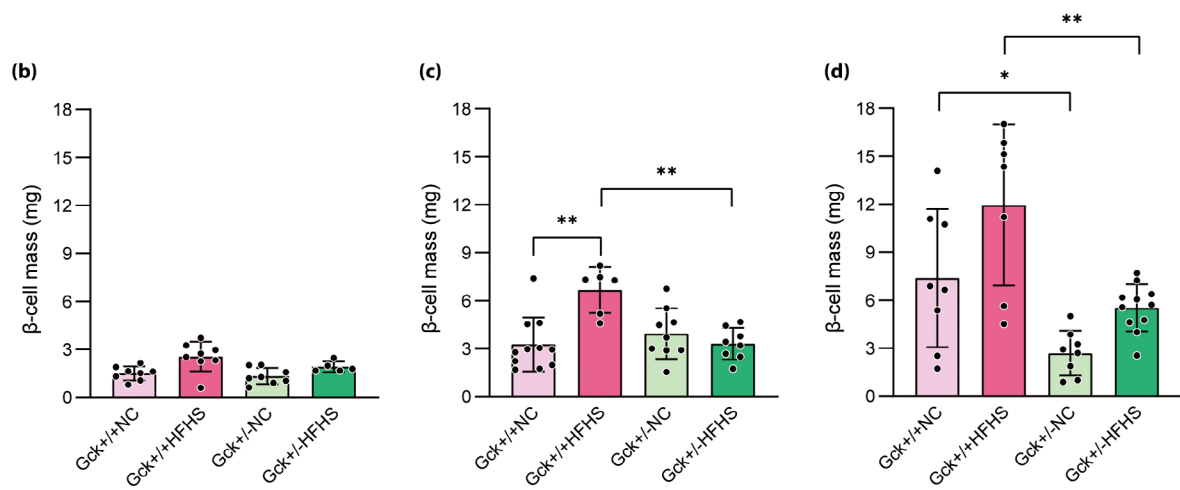 (b)
β-cell mass (mg)
18
15
12
9
6
3
0
Gck+/+NC
Gck+/+HFHS
Gck+/-NC
Gck+/-HFHS
(c)
β-cell mass (mg)
18
15
12
9
6
3
0
**
**
Gck+/+NC
Gck+/+HFHS
Gck+/-NC
Gck+/-HFHS
(d)
β-cell mass (mg)
18
15
12
9
6
3
0
**
*
Gck+/+NC
Gck+/+HFHS
Gck+/-NC
Gck+/-HFHS